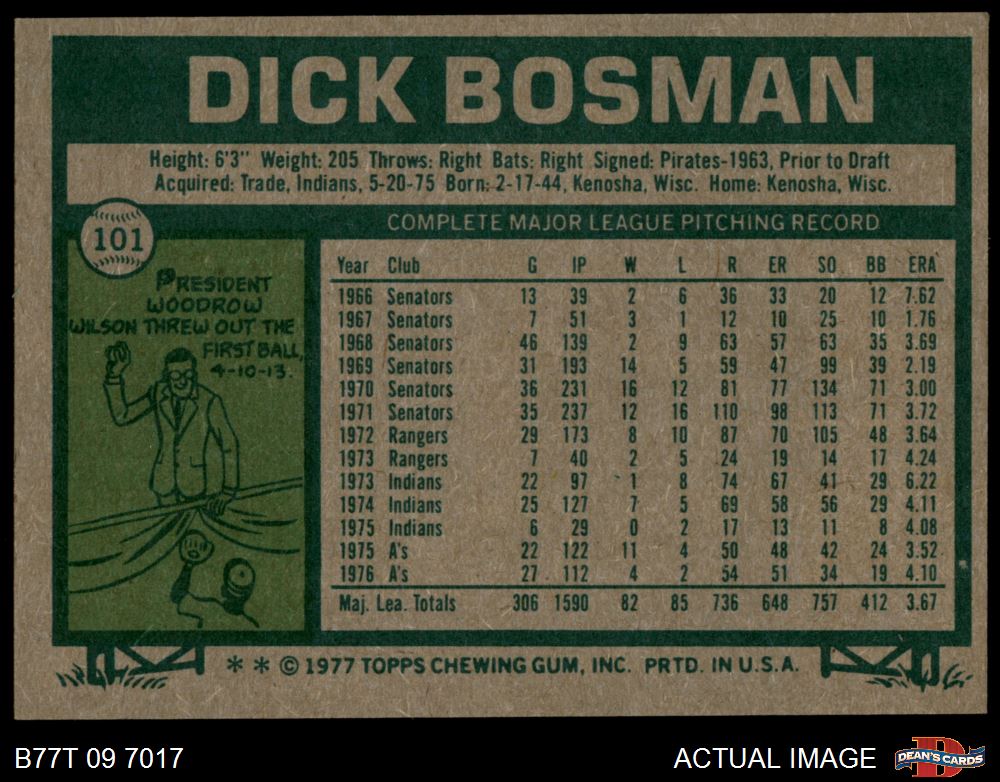 DICK BOSMAN
Height: 6'3" Weight: 205 Throws: Right Bats: Right Signed: Pirates-1963, Prior to Draft
Acquired: Trade, Indians, 5-20-75 Born: 2-17-44, Kenosha, Wisc. Home: Kenosha, Wisc.
101
PRESIDENT
WOODROW
WILSON THREW OUT THE
FIRST BALL,
4-10-13.
COMPLETE MAJOR LEAGUE PITCHING RECORD
Year Club G IP W L R ER SO BB ERA
1966 Senators 13 39 2 6 36 33 20 12 7.62
1967 Senators 7 51 3 1 12 10 25 10 1.76
1968 Senators 46 139 2 9 63 57 63 35 3.69
1969 Senators 31 193 14 5 59 47 99 39 2.19
1970 Senators 36 231 16 12 81 77 134 71 3.00
1971 Senators 35 237 12 16 110 98 113 71 3.72
1972 Rangers 29 173 8 10 87 70 105 48 3.64
1973 Rangers 7 40 2 5 24 19 14 17 4.24
1973 Indians 22 97 1 8 74 67 41 29 6.22
1974 Indians 25 127 7 5 69 58 56 29 4.11
1975 Indians 6 29 0 2 17 13 11 8 4.08
1975 A's 22 122 11 4 50 48 42 24 3.52
1976 A's 27 112 4 2 54 51 34 19 4.10
Maj. Lea. Totals 306 1590 82 85 736 648 757 412 3.67
* * © 1977 TOPPS CHEWING GUM, INC. PRTD. IN U.S.A.
B77T 09 7017
ACTUAL IMAGE
D
DEAN'S CARDS